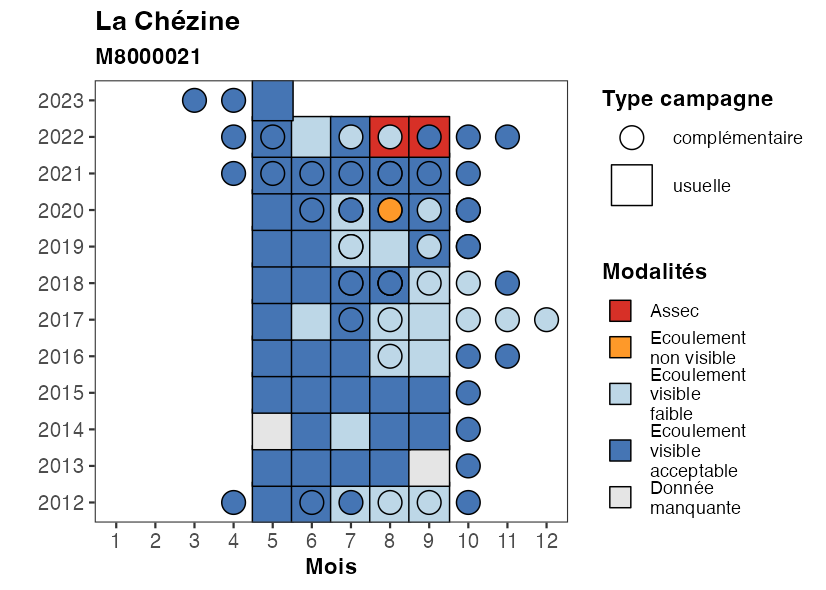 La Chézine
M8000021
2023
2022
2021
2020
2019
2018
2017
2016
2015
2014
2013
2012
1 2 3 4 5 6 7 8 9 10 11 12
Mois
Type campagne
complémentaire
usuelle
Modalités
Assec
Ecoulement
non visible
Ecoulement
visible
faible
Ecoulement
visible
acceptable
Donnée
manquante